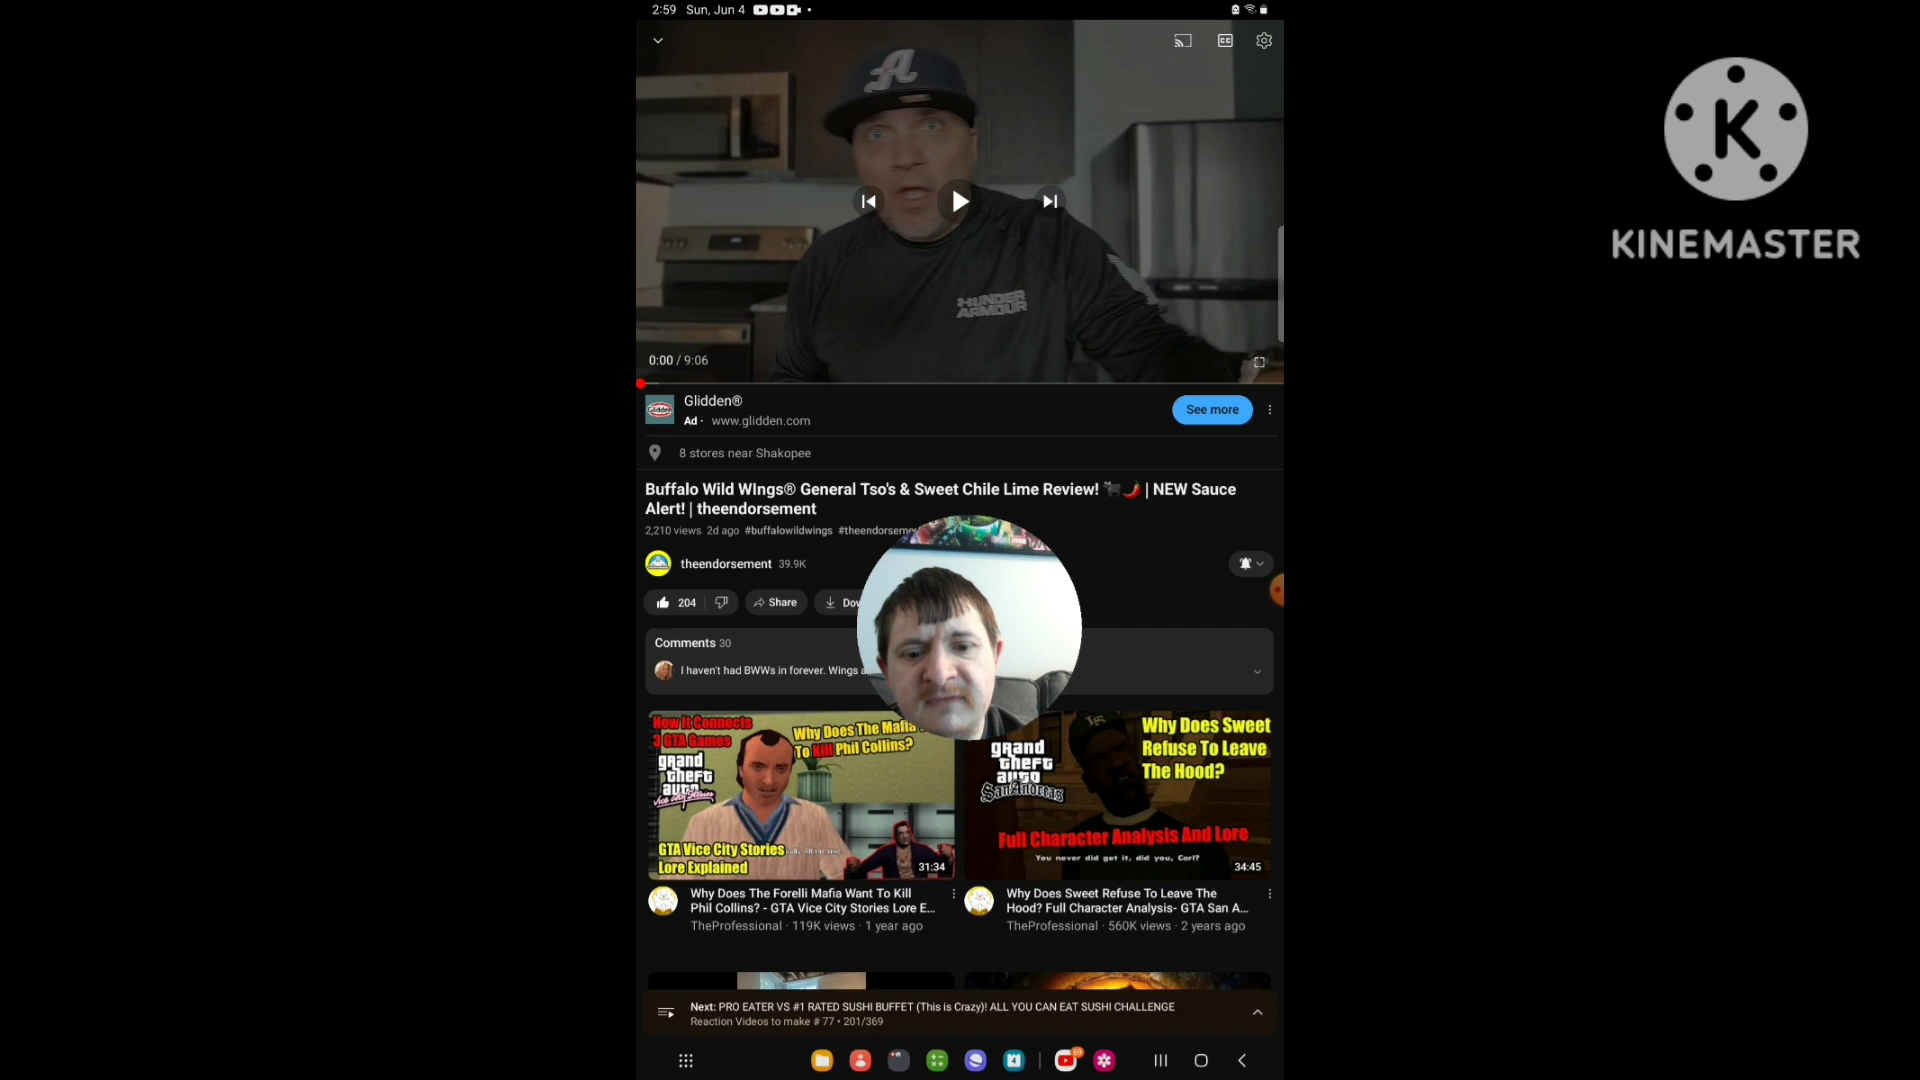 2:59 Sun, Jun 4
CC
0:00 / 9:06
UNDER
ARMOUR
K
KINEMASTER
Glidden
Glidden®
Ad · www.glidden.com
See more
8 stores near Shakopee
Buffalo Wild WIngs® General Tso's & Sweet Chile Lime Review! 🐂🌶️ | NEW Sauce
Alert! | theendorsement
2,210 views 2d ago #buffalowildwings
theendorsement 39.9K
204
Share
Comments 30
I haven't had BWWs in forever. Wings
How It Connects
3 GTA Games
Why Does The Mafia
To Kill Phil Collins?
grand
theft
auto
Vice City Stories
GTA Vice City Stories
Lore Explained
31:34
grand
theft
auto
San Andreas
Why Does Sweet
Refuse To Leave
The Hood?
Full Character Analysis And Lore
You never did get it, did you, Carl?
34:45
Why Does The Forelli Mafia Want To Kill
Phil Collins? - GTA Vice City Stories Lore E...
TheProfessional · 119K views · 1 year ago
Why Does Sweet Refuse To Leave The
Hood? Full Character Analysis- GTA San A...
TheProfessional · 560K views · 2 years ago
Next: PRO EATER VS #1 RATED SUSHI BUFFET (This is Crazy)! ALL YOU CAN EAT SUSHI CHALLENGE
Reaction Videos to make # 77 • 201/369
4